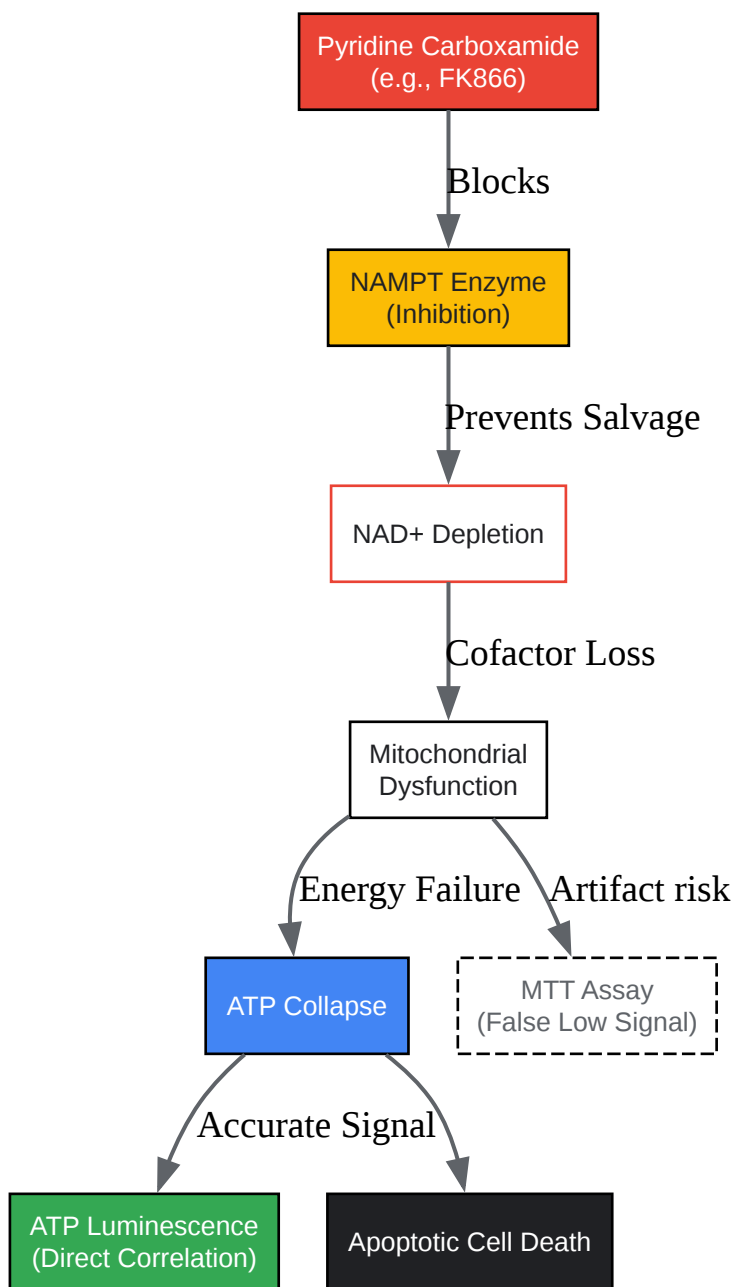 Pyridine Carboxamide
(e.g., FK866)
Blocks
NAMPT Enzyme
(Inhibition)
Prevents Salvage
NAD+ Depletion
Cofactor Loss
Mitochondrial
Dysfunction
Energy Failure
Artifact risk
ATP Collapse
MTT Assay
(False Low Signal)
Accurate Signal
ATP Luminescence
(Direct Correlation)
Apoptotic Cell Death